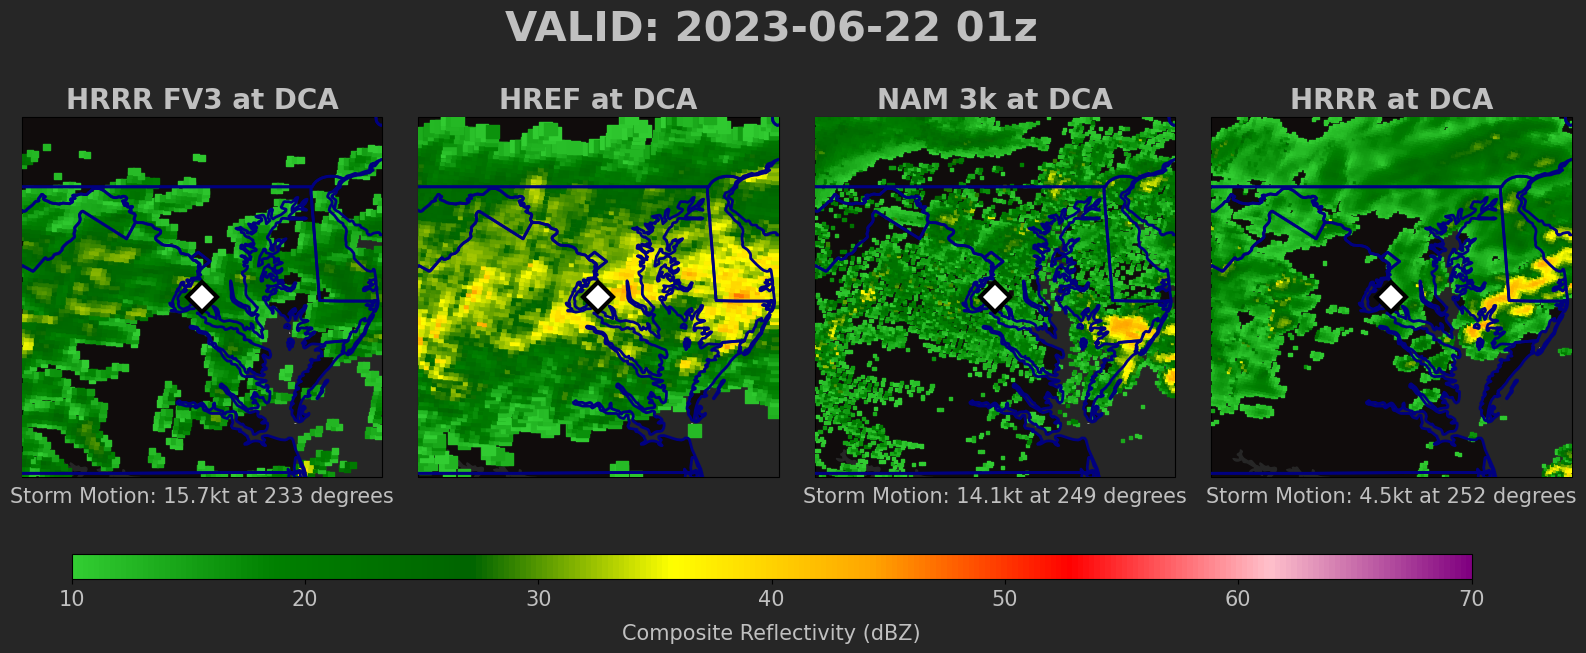 VALID: 2023-06-22 01z
HRRR FV3 at DCA
HREF at DCA
NAM 3k at DCA
HRRR at DCA
Storm Motion: 15.7kt at 233 degrees
Storm Motion: 14.1kt at 249 degrees
Storm Motion: 4.5kt at 252 degrees
10 20 30 40 50 60 70
Composite Reflectivity (dBZ)